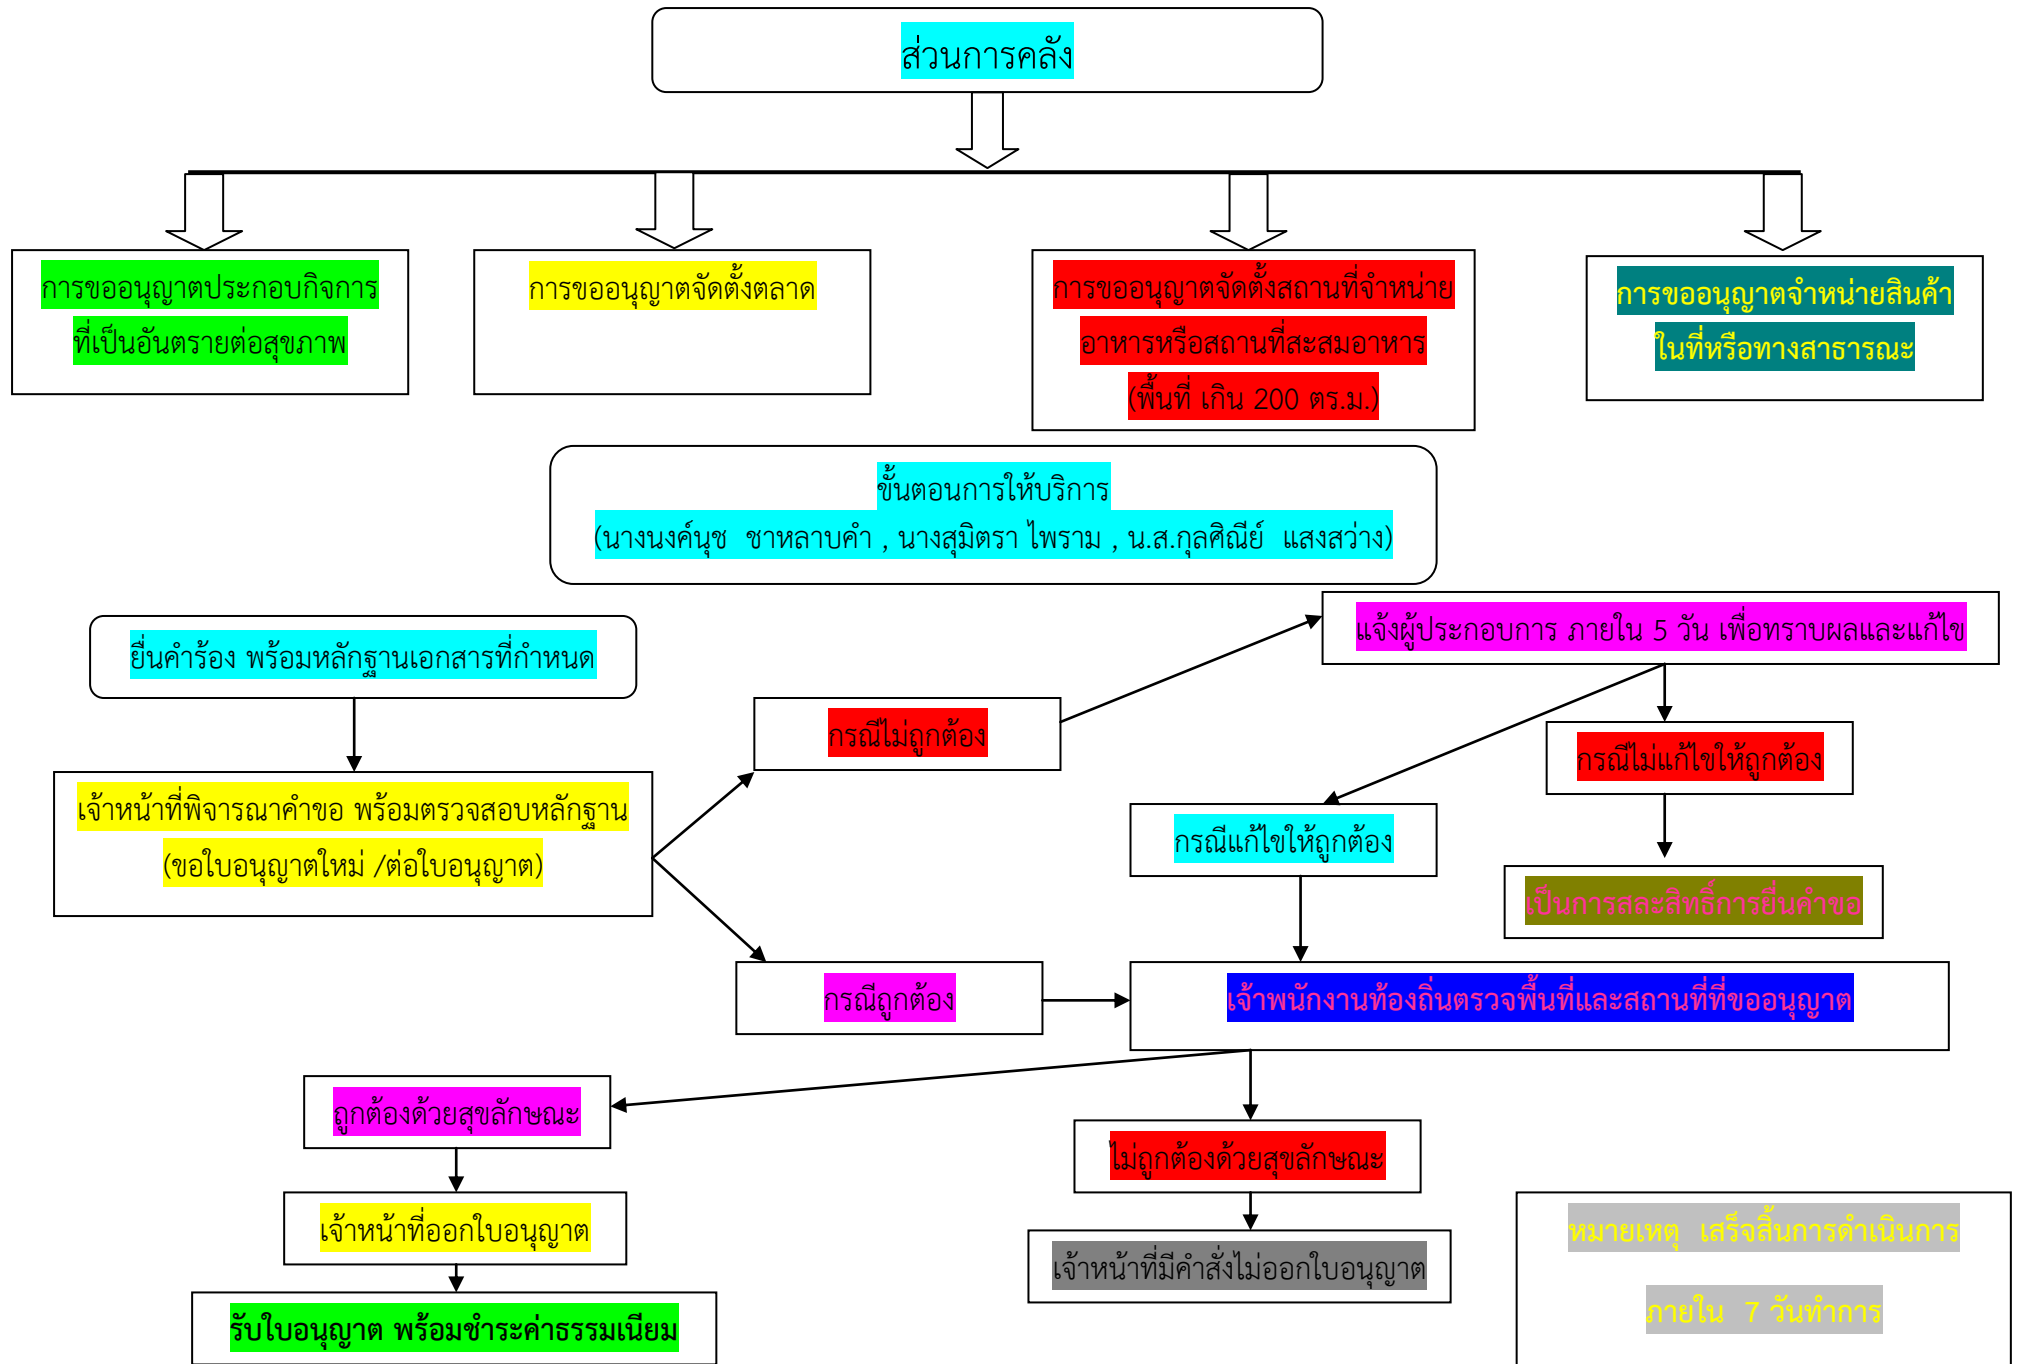 ส่วนการคลัง
การขออนุญาตประกอบกิจการ
ที่เป็นอันตรายต่อสุขภาพ
การขออนุญาตจัดตั้งตลาด
การขออนุญาตจัดตั้งสถานที่จำหน่าย
อาหารหรือสถานที่สะสมอาหาร
(พื้นที่ เกิน 200 ตร.ม.)
การขออนุญาตจำหน่ายสินค้า
ในที่หรือทางสาธารณะ
ขั้นตอนการให้บริการ
(นางนงค์นุช ชาหลาบคำ , นางสุมิตรา ไพราม , น.ส.กุลศิณีย์ แสงสว่าง)
ยื่นคำร้อง พร้อมหลักฐานเอกสารที่กำหนด
แจ้งผู้ประกอบการ ภายใน 5 วัน เพื่อทราบผลและแก้ไข
กรณีไม่ถูกต้อง
กรณีไม่แก้ไขให้ถูกต้อง
เจ้าหน้าที่พิจารณาคำขอ พร้อมตรวจสอบหลักฐาน
(ขอใบอนุญาตใหม่ /ต่อใบอนุญาต)
กรณีแก้ไขให้ถูกต้อง
เป็นการสละสิทธิ์การยื่นคำขอ
กรณีถูกต้อง
เจ้าพนักงานท้องถิ่นตรวจพื้นที่และสถานที่ที่ขออนุญาต
ถูกต้องด้วยสุขลักษณะ
ไม่ถูกต้องด้วยสุขลักษณะ
เจ้าหน้าที่ออกใบอนุญาต
เจ้าหน้าที่มีคำสั่งไม่ออกใบอนุญาต
รับใบอนุญาต พร้อมชำระค่าธรรมเนียม
หมายเหตุ เสร็จสิ้นการดำเนินการ
ภายใน 7 วันทำการ